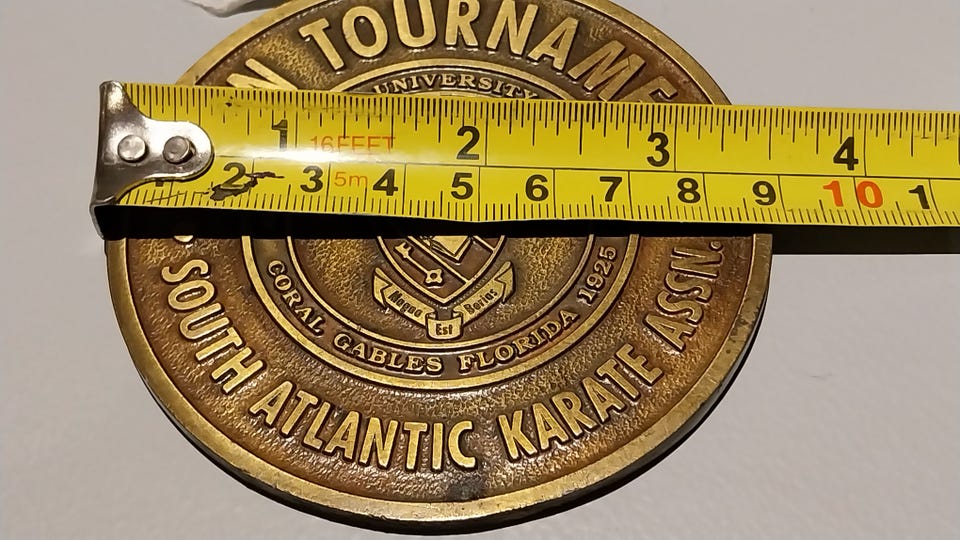 N TOURNAME
UNIVERSITY
1 16FEET 2 3 4
1 2 3 5m 4 5 6 7 8 9 10 1
Magna Est Veritas
CORAL GABLES FLORIDA 1925
SOUTH ATLANTIC KARATE ASSN.